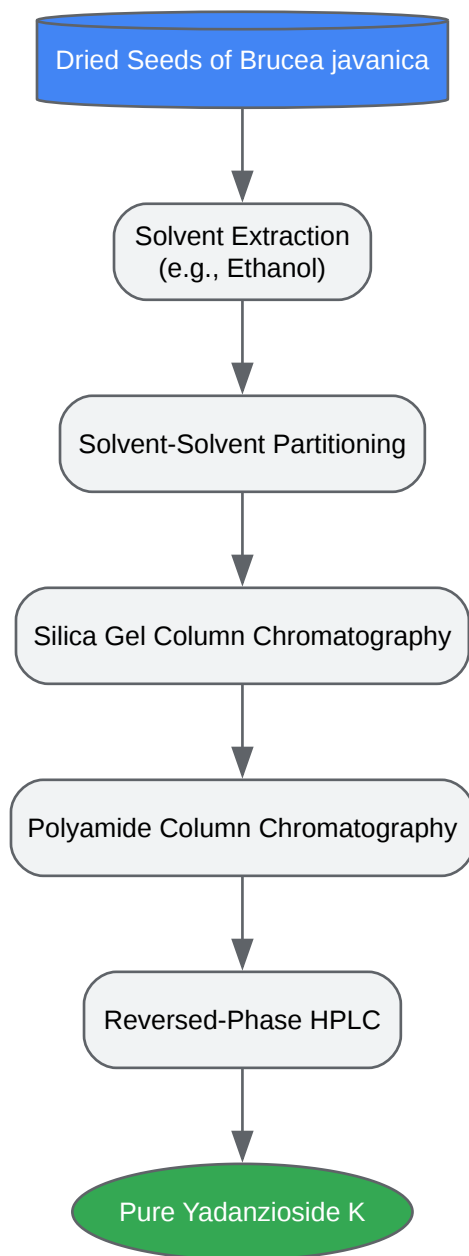 Dried Seeds of Brucea javanica
Solvent Extraction
(e.g., Ethanol)
Solvent-Solvent Partitioning
Silica Gel Column Chromatography
Polyamide Column Chromatography
Reversed-Phase HPLC
Pure Yadanzioside K